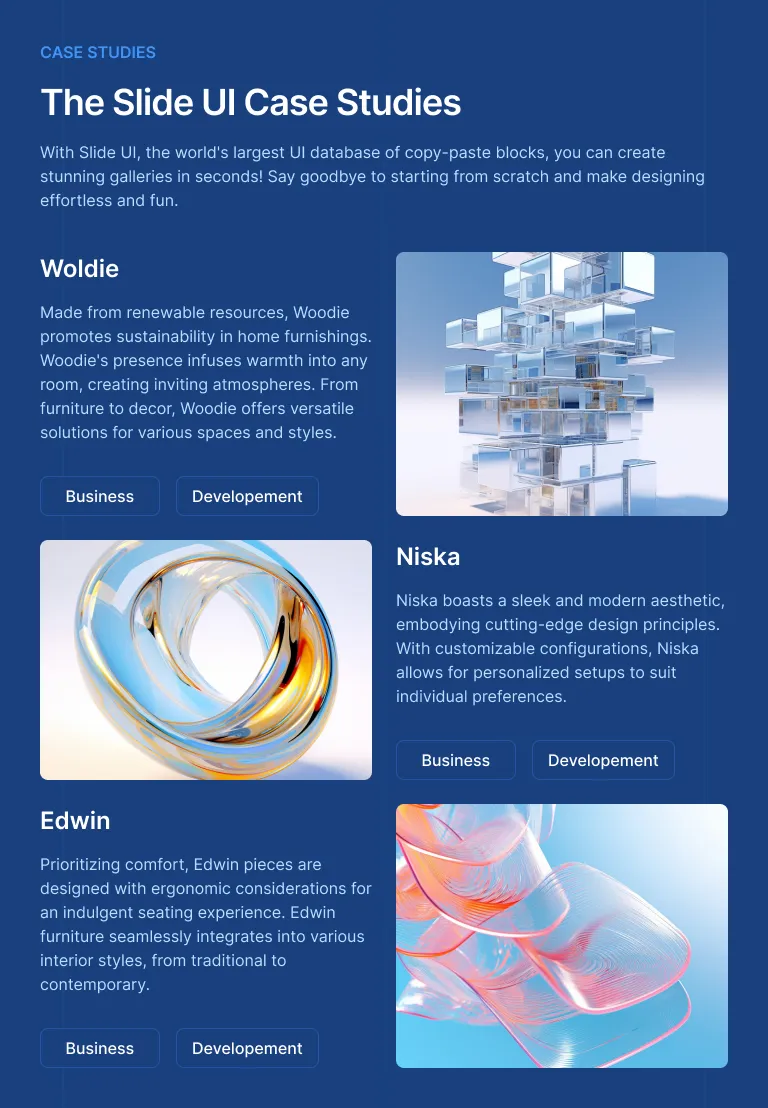 CASE STUDIES
The Slide UI Case Studies
With Slide UI, the world's largest UI database of copy-paste blocks, you can create
stunning galleries in seconds! Say goodbye to starting from scratch and make designing
effortless and fun.
Woldie
Made from renewable resources, Woodie
promotes sustainability in home furnishings.
Woodie's presence infuses warmth into any
room, creating inviting atmospheres. From
furniture to decor, Woodie offers versatile
solutions for various spaces and styles.
Business
Developement
Niska
Niska boasts a sleek and modern aesthetic,
embodying cutting-edge design principles.
With customizable configurations, Niska
allows for personalized setups to suit
individual preferences.
Business
Developement
Edwin
Prioritizing comfort, Edwin pieces are
designed with ergonomic considerations for
an indulgent seating experience. Edwin
furniture seamlessly integrates into various
interior styles, from traditional to
contemporary.
Business
Developement